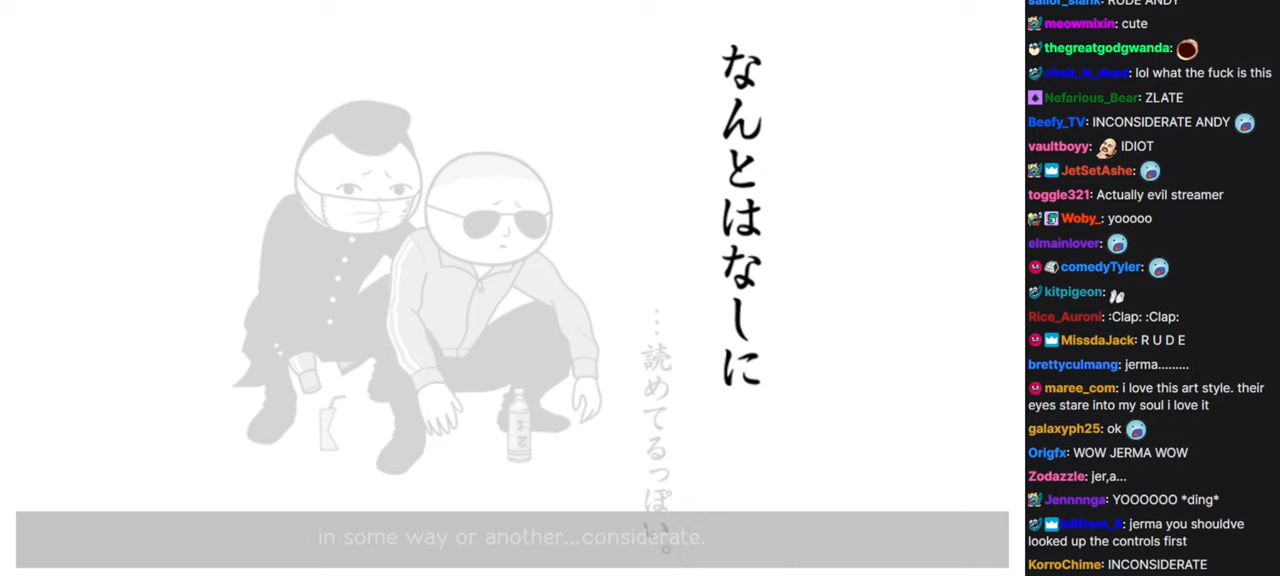 なんとはなしに
…読めてるっぽい。
お茶
in some way or another...considerate.
sailor_slank: RUDE ANDY
meowmixin: cute
thegreatgodgwanda:
lol what the fuck is this
Nefarious_Bear: ZLATE
Beefy_TV: INCONSIDERATE ANDY
vaultboyy: IDIOT
JetSetAshe:
toggle321: Actually evil streamer
Woby_: yooooo
elmainlover:
comedyTyler:
kitpigeon:
Rice_Auroni: :Clap: :Clap:
MissdaJack: R U D E
brettyculmang: jerma.........
maree_com: i love this art style. their
eyes stare into my soul i love it
galaxyph25: ok
Origfx: WOW JERMA WOW
Zodazzle: jer,a...
Jennnnga: YOOOOOO *ding*
jerma you shouldve
looked up the controls first
KorroChime: INCONSIDERATE